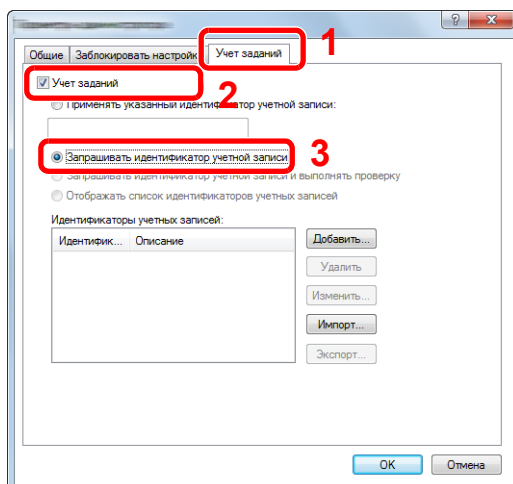 Общие
Заблокировать настройк
Учет заданий
1
Учет заданий
2
Применять указанный идентификатор учетной записи:
Запрашивать идентификатор учетной записи
3
Запрашивать идентификатор учетной записи и выполнять проверку
Отображать список идентификаторов учетных записей
Идентификаторы учетных записей:
Идентифик... Описание
Добавить...
Удалить
Изменить...
Импорт...
Экспорт...
OK
Отмена